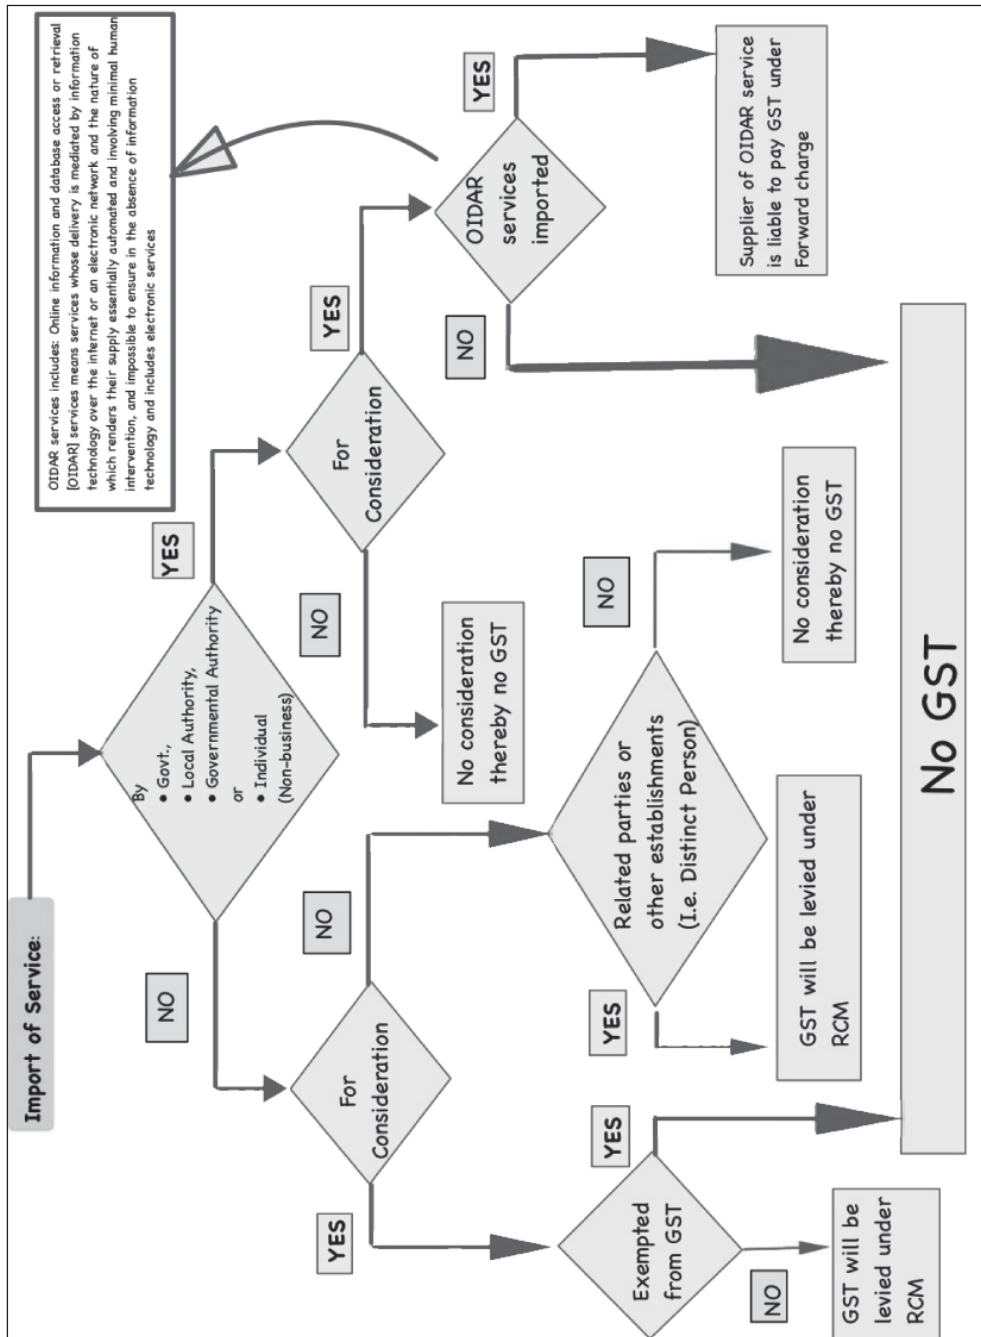 Import of Service:
By
• Govt.,
• Local Authority,
• Governmental Authority
or
• Individual
(Non-business)
NO
YES
For
Consideration
For
Consideration
YES
NO
NO
YES
OIDAR services includes: Online information and database access or retrieval
[OIDAR] services means services whose delivery is mediated by information
technology over the internet or an electronic network and the nature of
which renders their supply essentially automated and involving minimal human
intervention, and impossible to ensure in the absence of information
technology and includes electronic services
Exempted
from GST
Related parties or
other establishments
(I.e. Distinct Person)
No consideration
thereby no GST
OIDAR
services
imported
NO
YES
YES
NO
NO
YES
GST will be
levied under
RCM
GST will be levied under
RCM
No consideration
thereby no GST
Supplier of OIDAR service
is liable to pay GST under
Forward charge
No GST